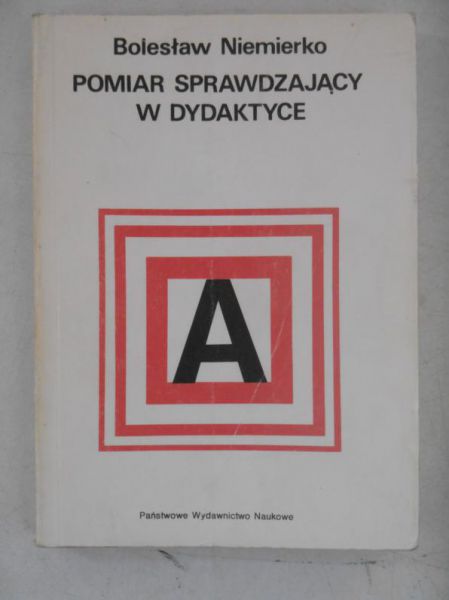 Bolesław Niemierko
POMIAR SPRAWDZAJĄCY
W DYDAKTYCE
A
Państwowe Wydawnictwo Naukowe